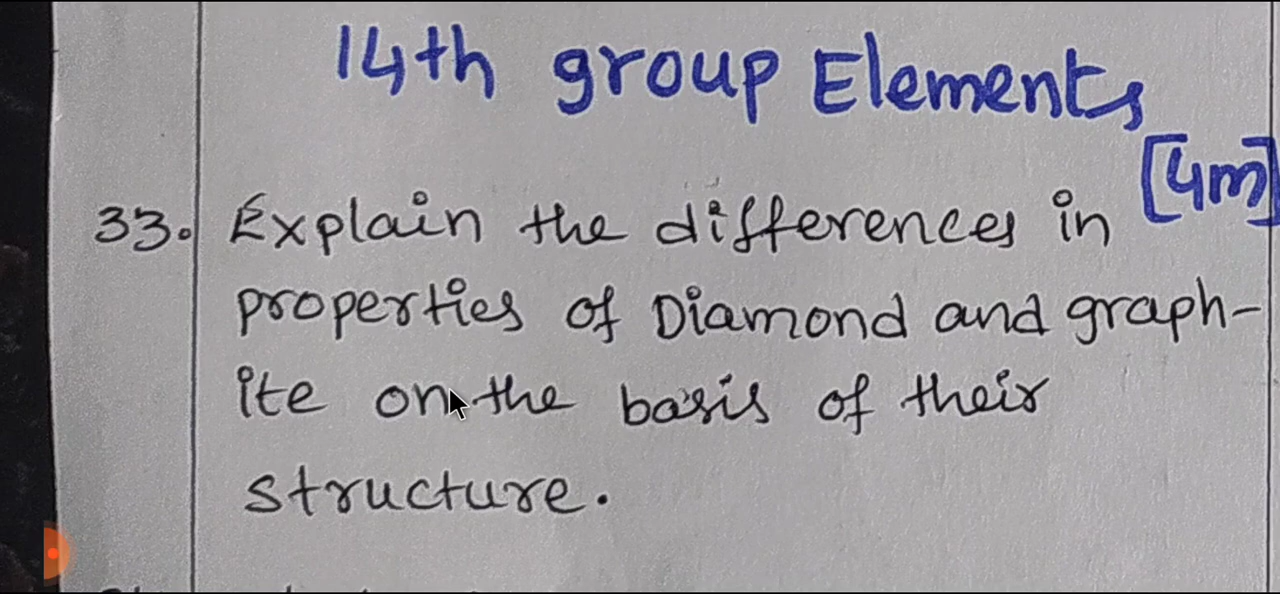 14th group Elements
[4m]
33. Explain the differences in
properties of Diamond and graph-
ite on the basis of their
structure.